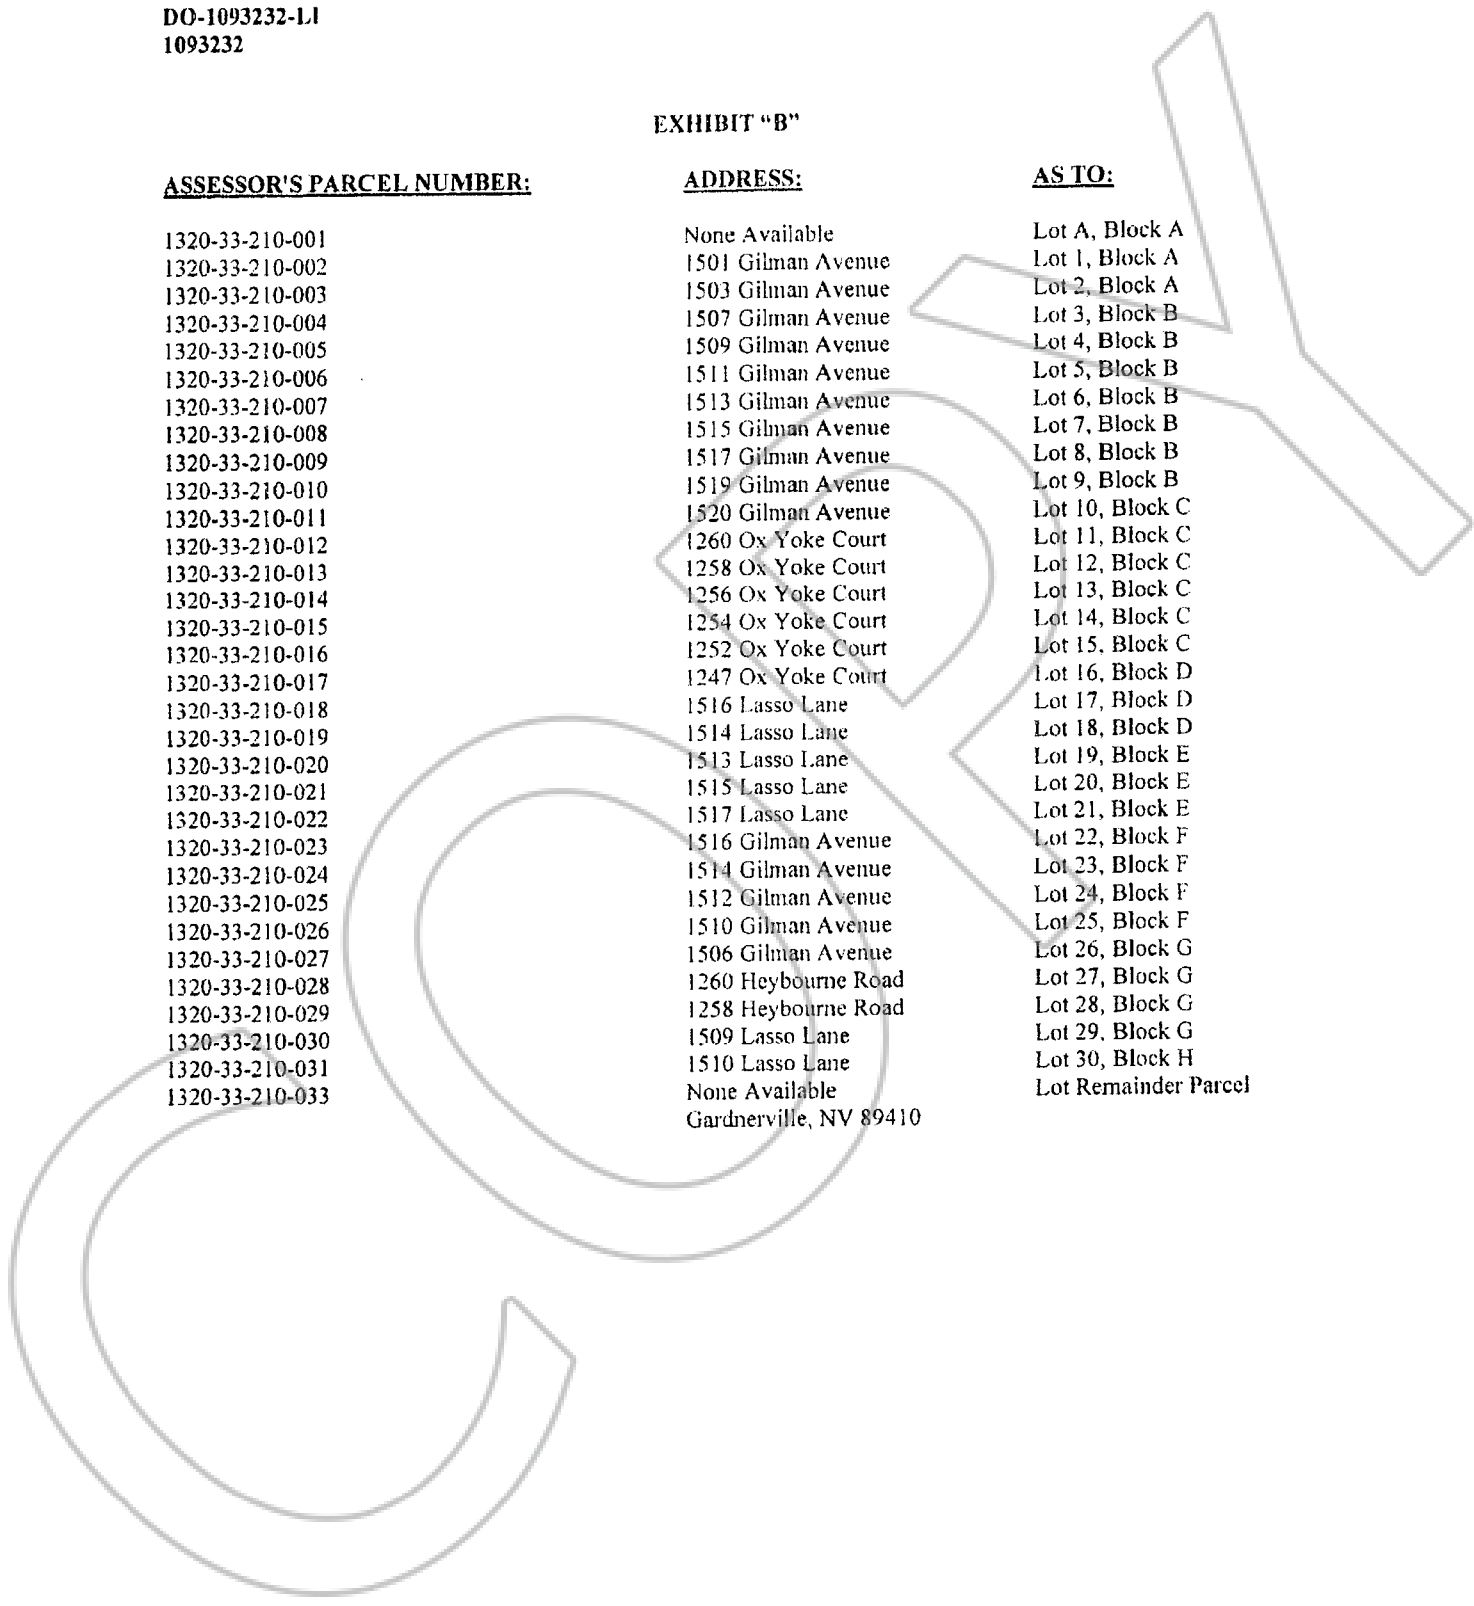 DO-1093232-LI
1093232
EXHIBIT “B”
ASSESSOR'S PARCEL NUMBER: ADDRESS: AS TO:
1320-33-210-001 None Available Lot A, Block A
1320-33-210-002 1501 Gilman Avenue Lot 1, Block A
1320-33-210-003 1503 Gilman Avenue Lot 2, Block A
1320-33-210-004 1507 Gilman Avenue Lot 3, Block B
1320-33-210-005 1509 Gilman Avenue Lot 4, Block B
1320-33-210-006 1511 Gilman Avenue Lot 5, Block B
1320-33-210-007 1513 Gilman Avenue Lot 6, Block B
1320-33-210-008 1515 Gilman Avenue Lot 7, Block B
1320-33-210-009 1517 Gilman Avenue Lot 8, Block B
1320-33-210-010 1519 Gilman Avenue Lot 9, Block B
1320-33-210-011 1520 Gilman Avenue Lot 10, Block C
1320-33-210-012 1260 Ox Yoke Court Lot 11, Block C
1320-33-210-013 1258 Ox Yoke Court Lot 12, Block C
1320-33-210-014 1256 Ox Yoke Court Lot 13, Block C
1320-33-210-015 1254 Ox Yoke Court Lot 14, Block C
1320-33-210-016 1252 Ox Yoke Court Lot 15, Block C
1320-33-210-017 1247 Ox Yoke Court Lot 16, Block D
1320-33-210-018 1516 Lasso Lane Lot 17, Block D
1320-33-210-019 1514 Lasso Lane Lot 18, Block D
1320-33-210-020 1513 Lasso Lane Lot 19, Block E
1320-33-210-021 1515 Lasso Lane Lot 20, Block E
1320-33-210-022 1517 Lasso Lane Lot 21, Block E
1320-33-210-023 1516 Gilman Avenue Lot 22, Block F
1320-33-210-024 1514 Gilman Avenue Lot 23, Block F
1320-33-210-025 1512 Gilman Avenue Lot 24, Block F
1320-33-210-026 1510 Gilman Avenue Lot 25, Block F
1320-33-210-027 1506 Gilman Avenue Lot 26, Block G
1320-33-210-028 1260 Heybourne Road Lot 27, Block G
1320-33-210-029 1258 Heybourne Road Lot 28, Block G
1320-33-210-030 1509 Lasso Lane Lot 29, Block G
1320-33-210-031 1510 Lasso Lane Lot 30, Block H
1320-33-210-033 None Available Lot Remainder Parcel
Gardnerville, NV 89410
COPY